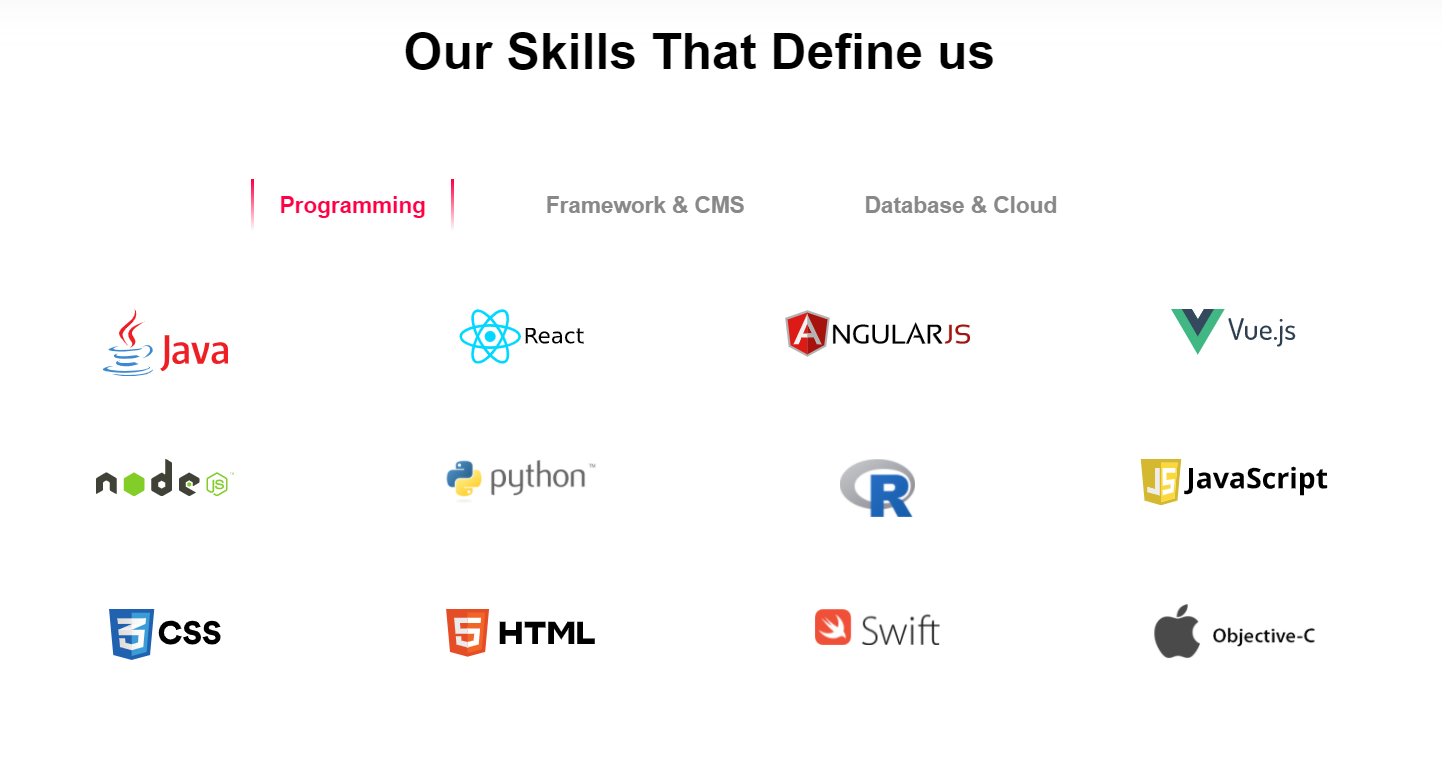 Our Skills That Define us
Programming
Framework & CMS
Database & Cloud
Java
React
ANGULARJS
Vue.js
node JS
python™
R
JS JavaScript
3 CSS
5 HTML
Swift
Objective-C